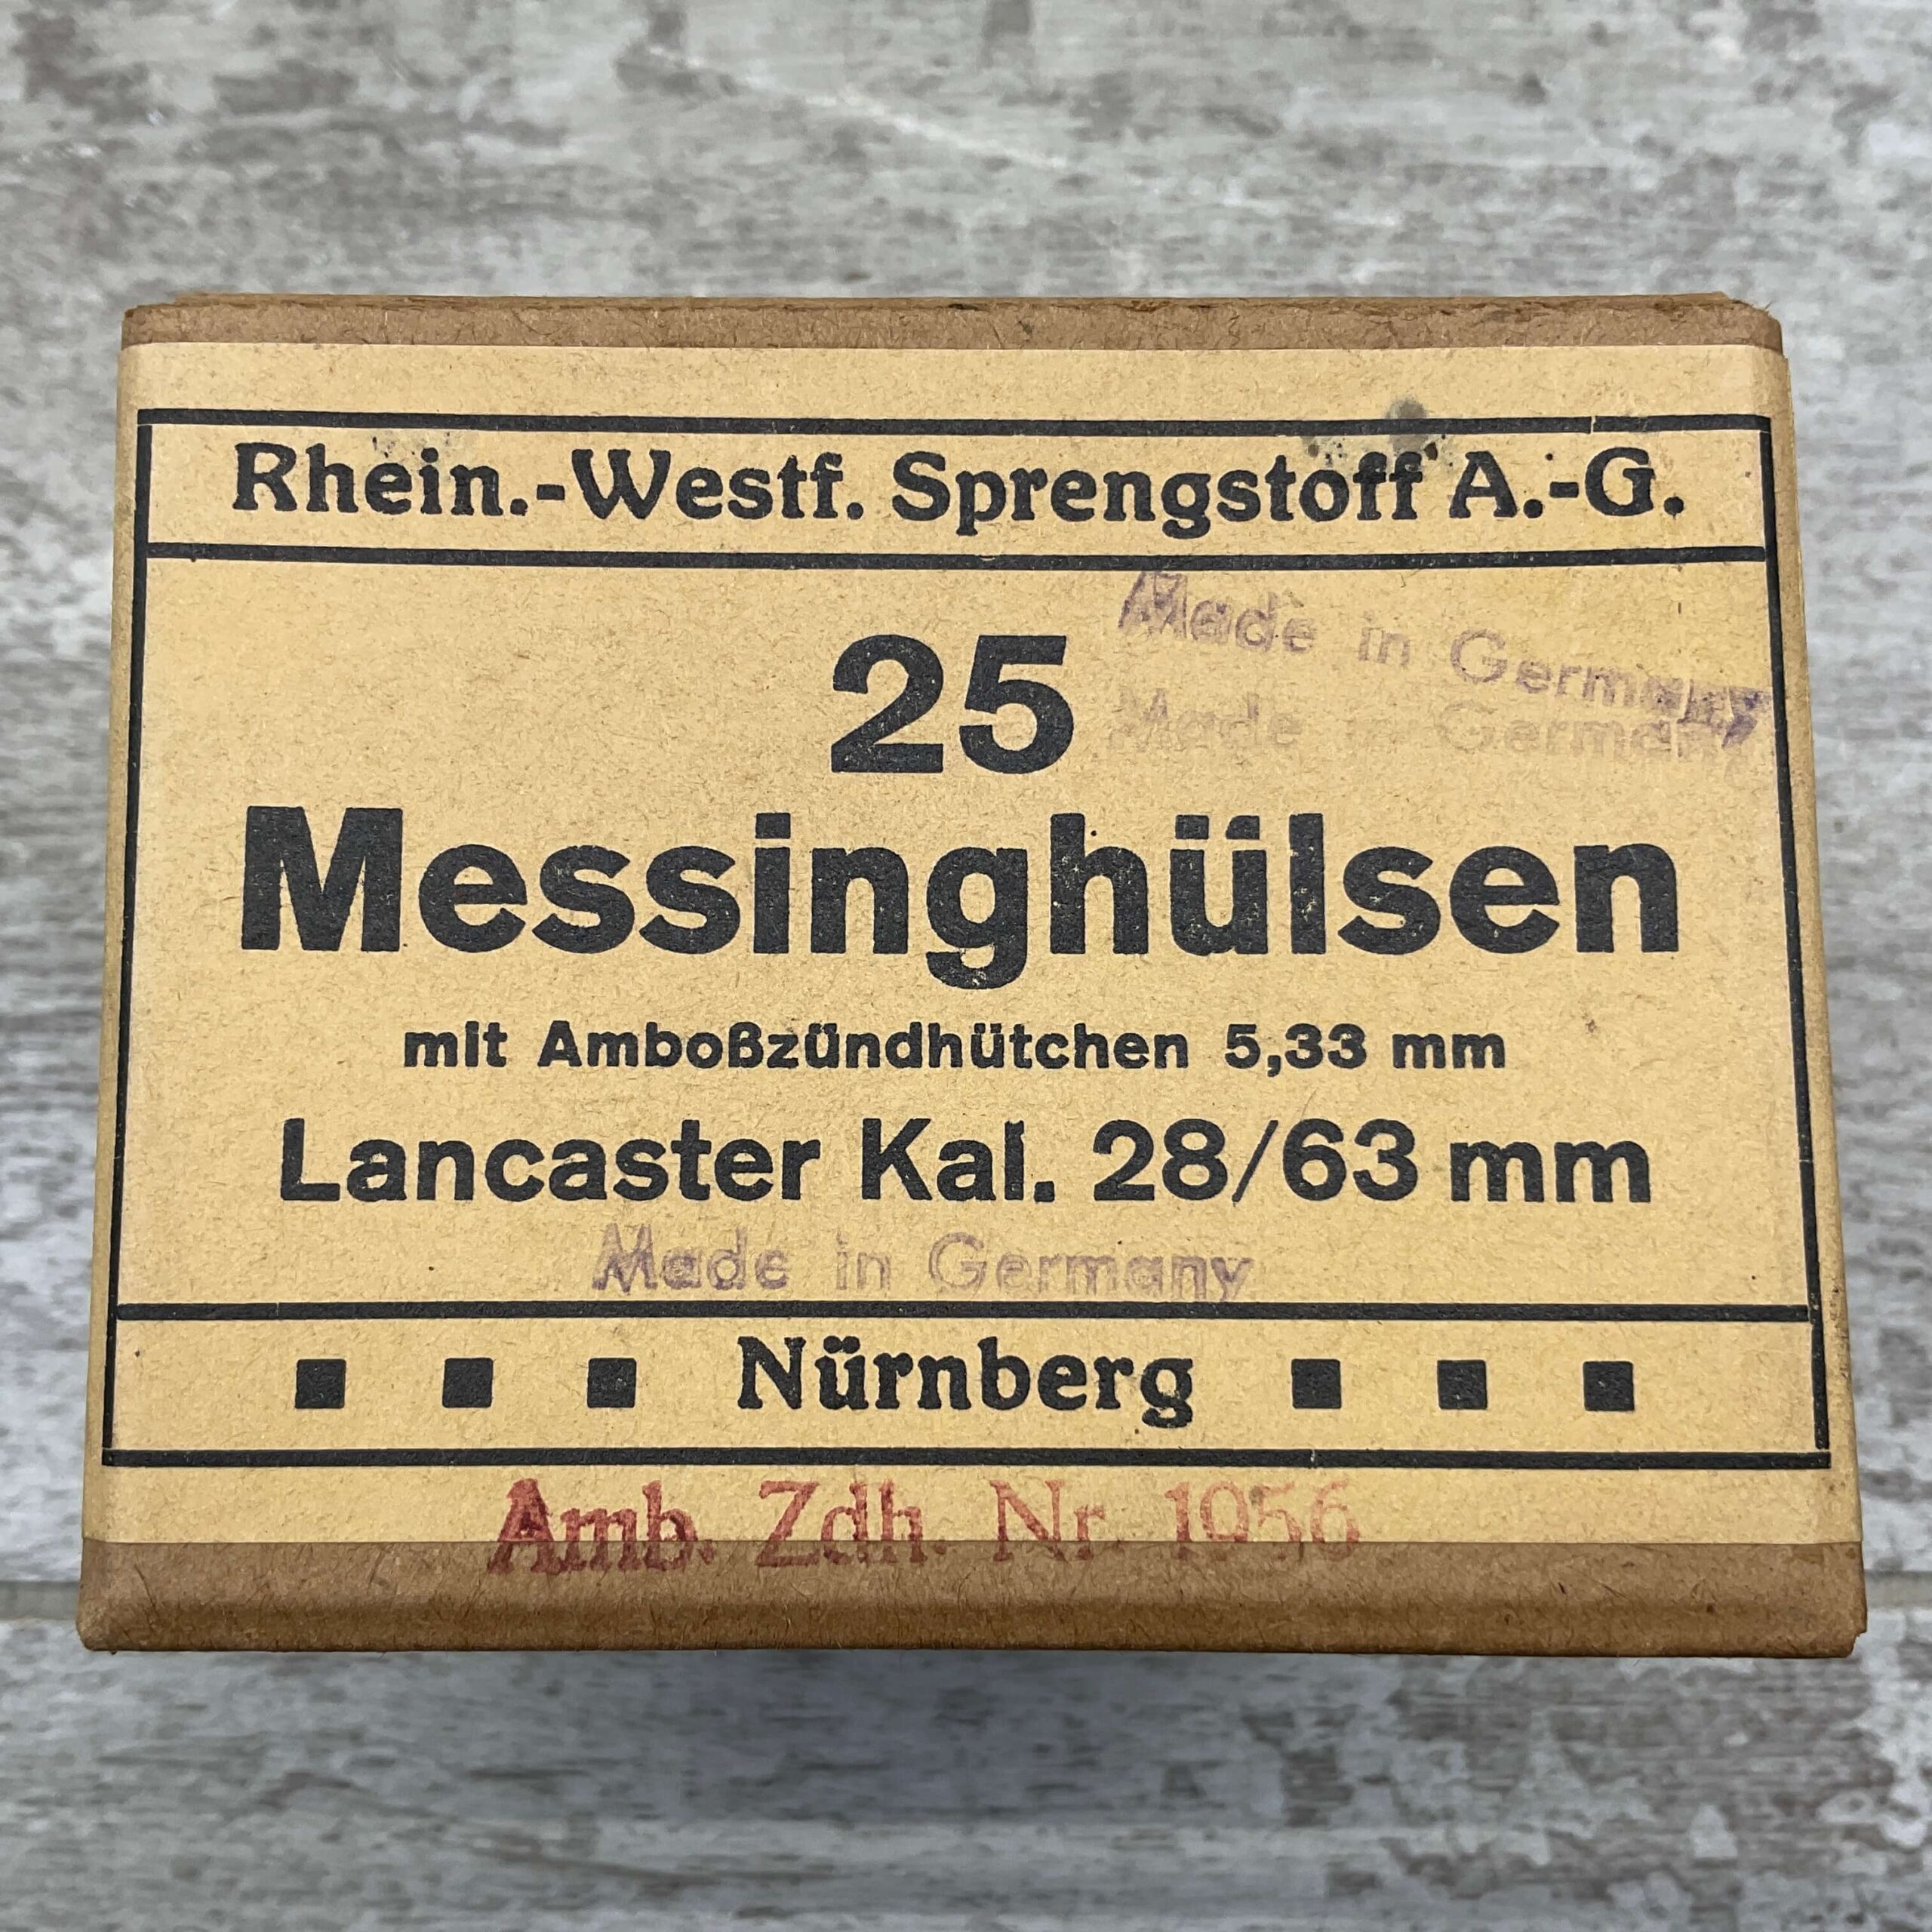 Rhein.-Westf. Sprengstoff A.-G.
25
Made in Germany
Made in Germany
Messinghülsen
mit Amboßzündhütchen 5,33 mm
Lancaster Kal. 28/63 mm
Made in Germany
Nürnberg
Amb. Zdh. Nr. 1956